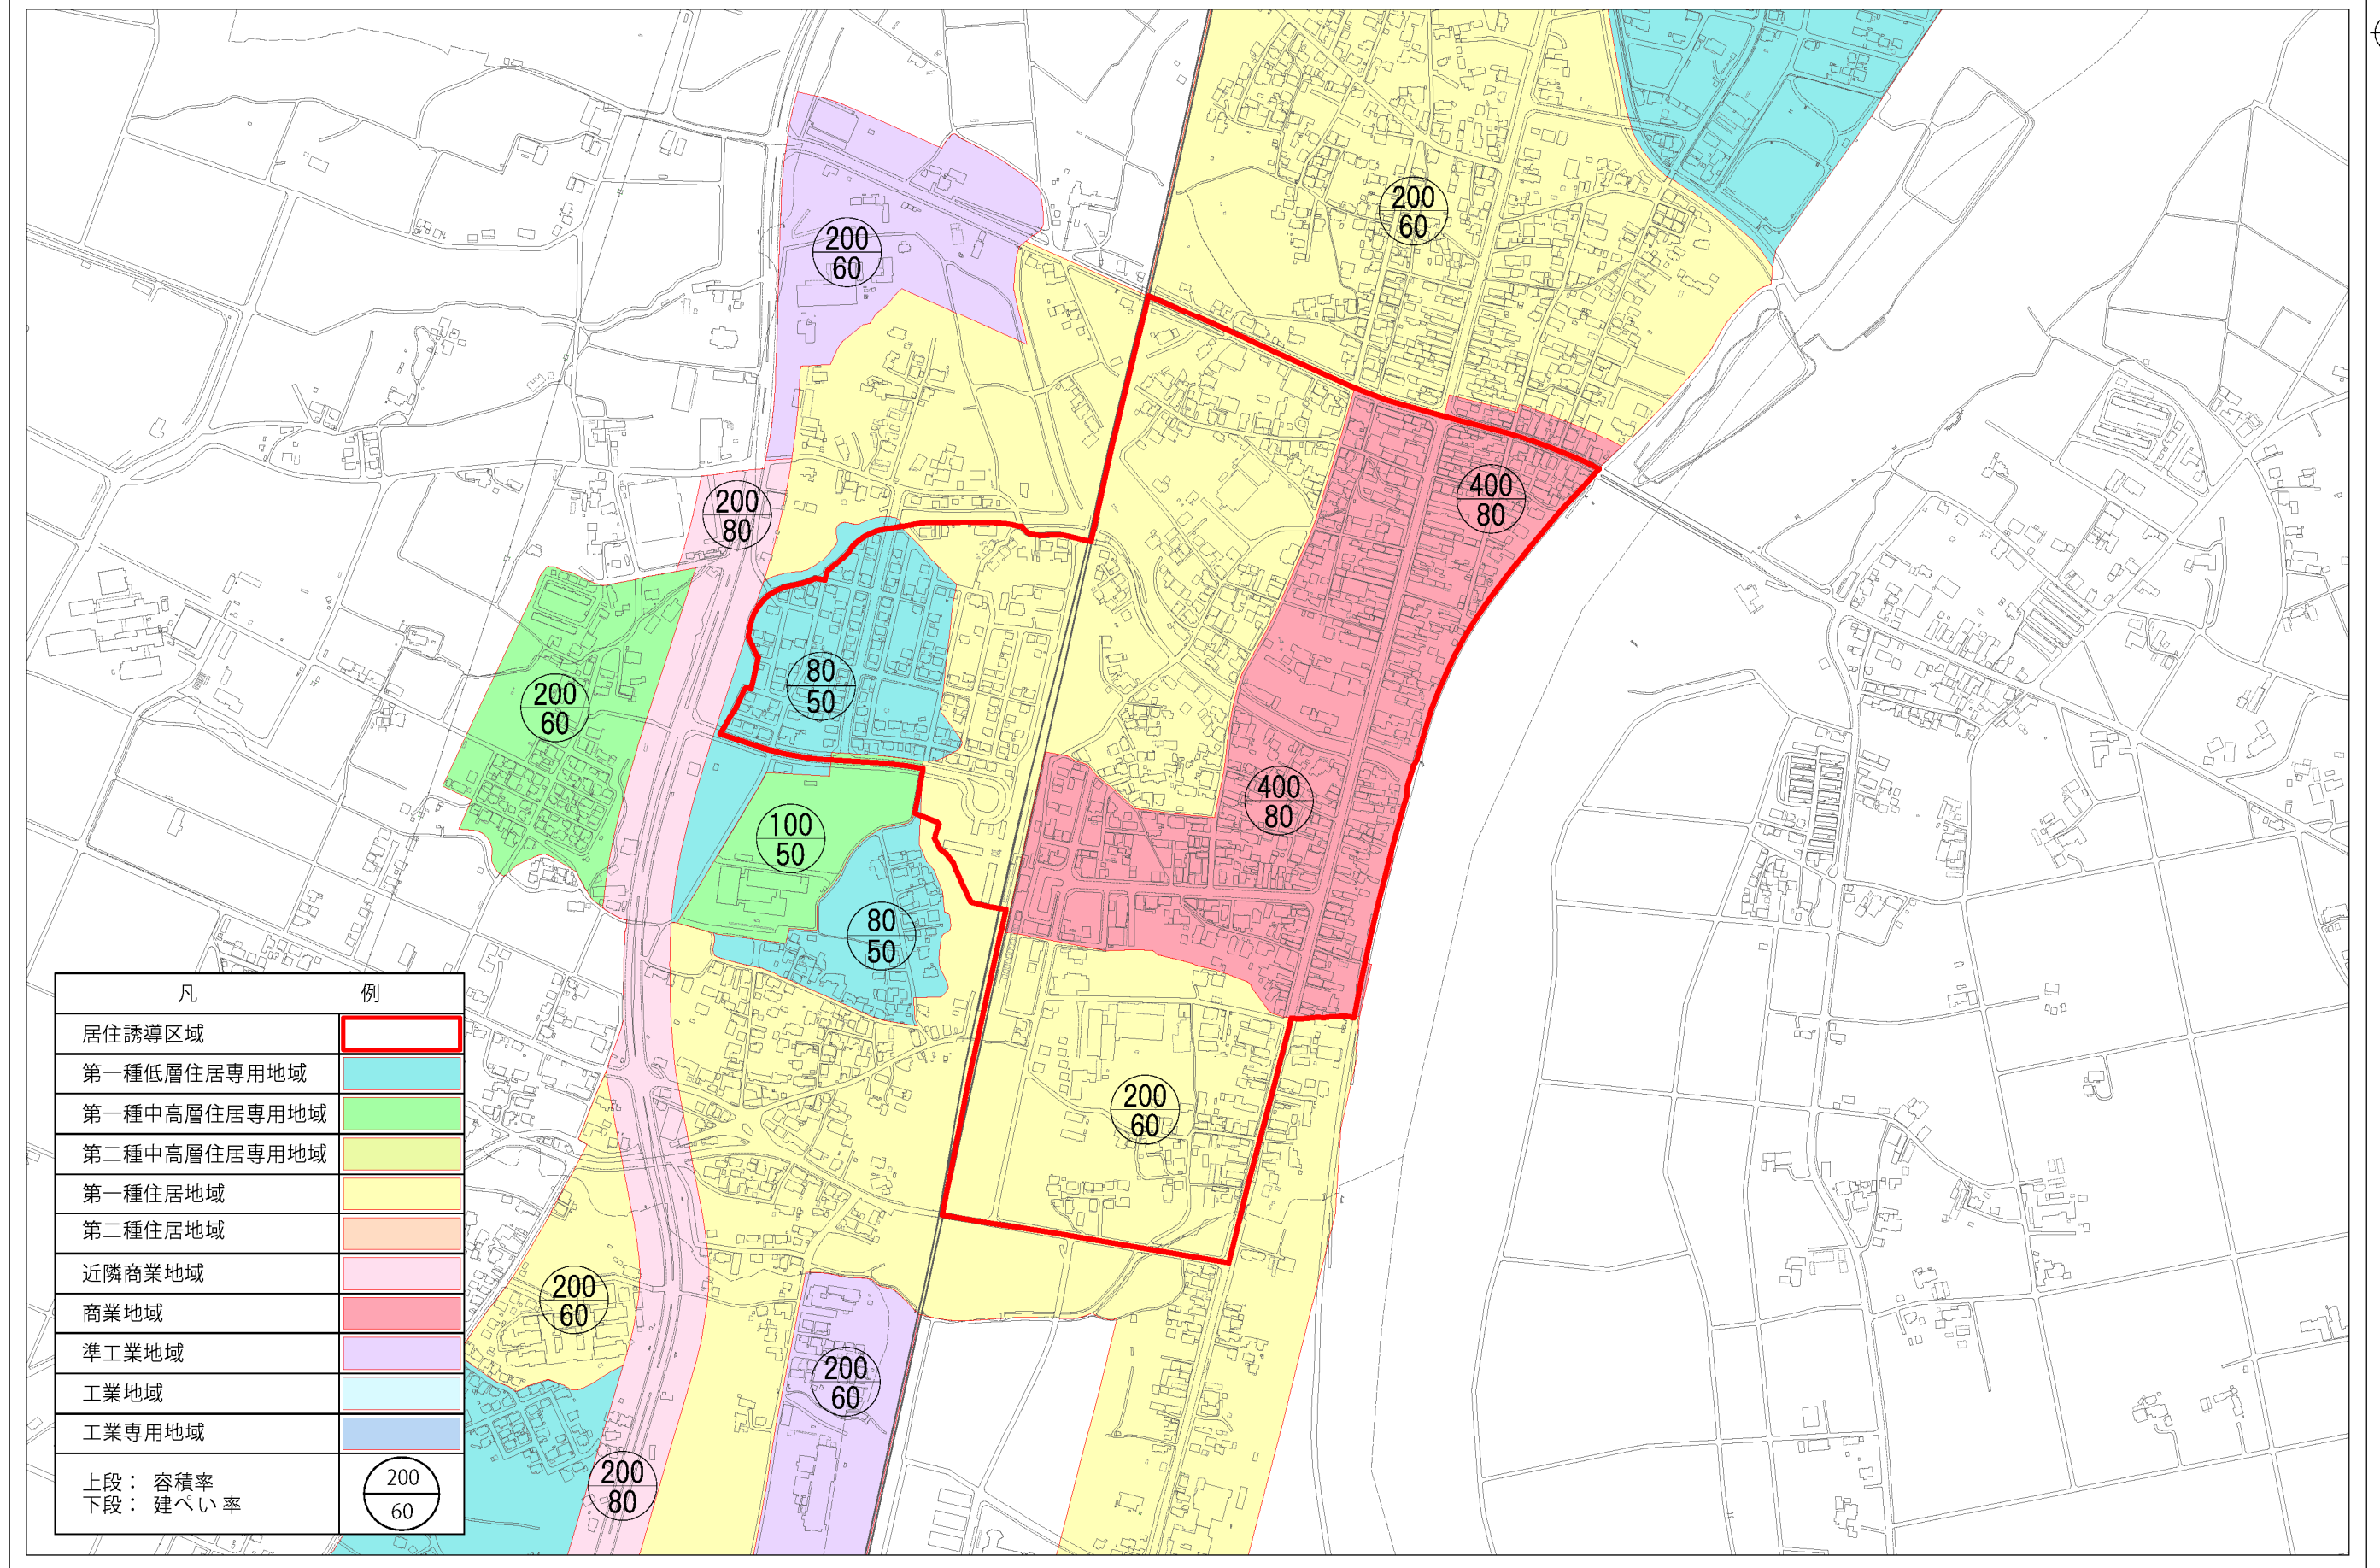 200
60
200
60
200
80
400
80
80
50
200
60
400
80
100
50
80
50
200
60
200
60
200
60
200
80
凡 例
居住誘導区域
第一種低層住居専用地域
第一種中高層住居専用地域
第二種中高層住居専用地域
第一種住居地域
第二種住居地域
近隣商業地域
商業地域
準工業地域
工業地域
工業専用地域
上段： 容積率
下段： 建ぺい率
200
60